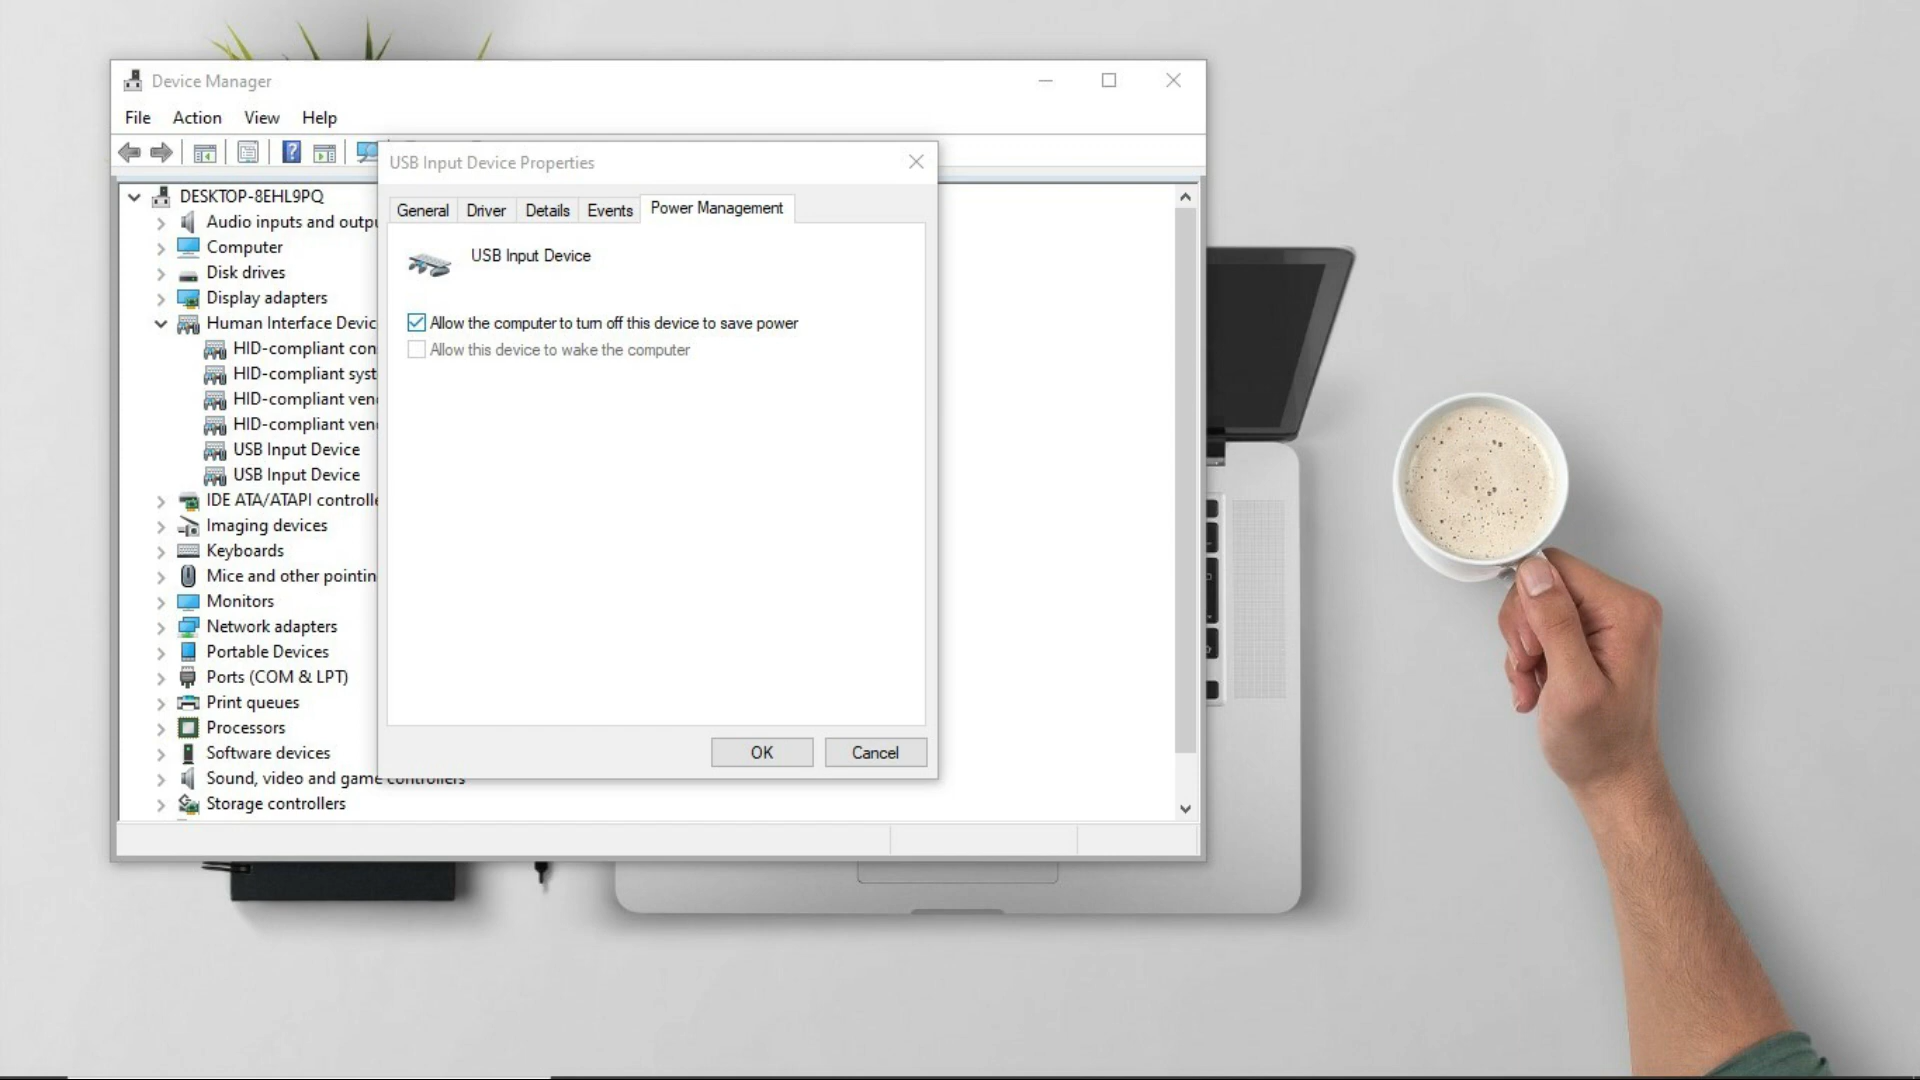 Device Manager
File Action View Help
USB Input Device Properties
General Driver Details Events Power Management
USB Input Device
Allow the computer to turn off this device to save power
Allow this device to wake the computer
OK Cancel
DESKTOP-8EHL9PQ
Audio inputs and outpu
Computer
Disk drives
Display adapters
Human Interface Devic
HID-compliant con
HID-compliant syst
HID-compliant ven
HID-compliant ven
USB Input Device
USB Input Device
IDE ATA/ATAPI controlle
Imaging devices
Keyboards
Mice and other pointin
Monitors
Network adapters
Portable Devices
Ports (COM & LPT)
Print queues
Processors
Software devices
Sound, video and game controllers
Storage controllers